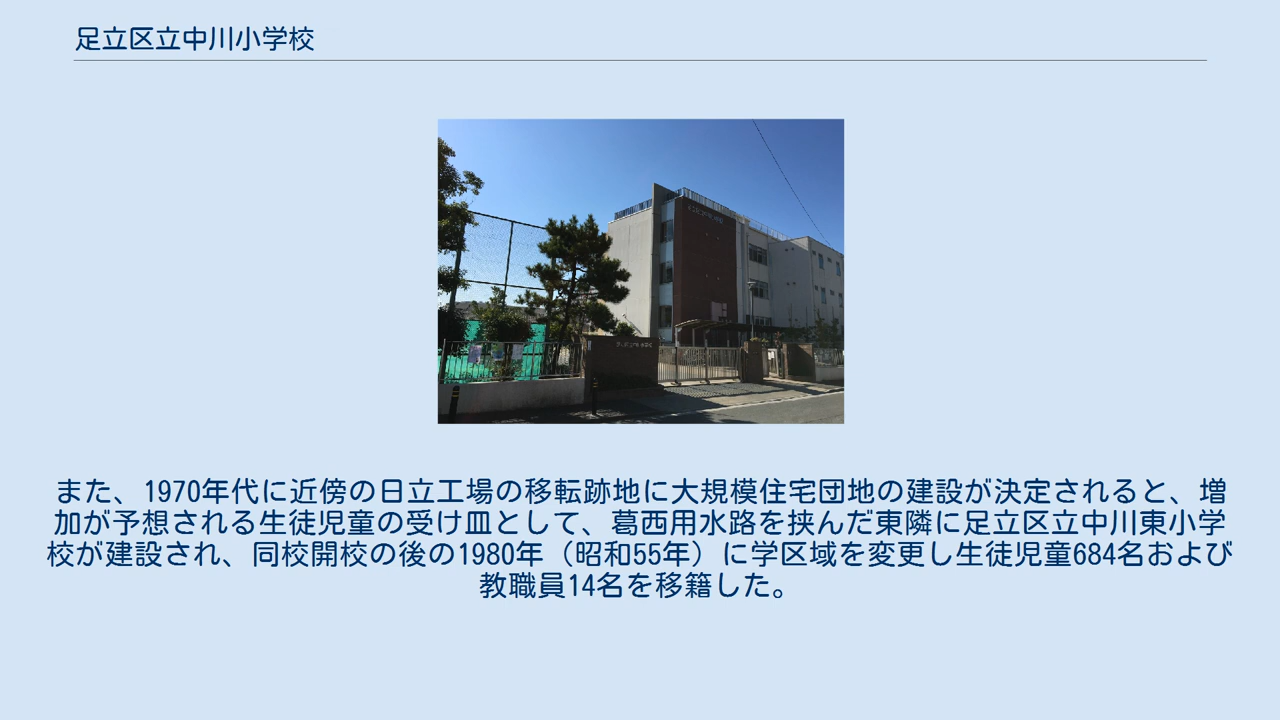 足立区立中川小学校
また、1970年代に近傍の日立工場の移転跡地に大規模住宅団地の建設が決定されると、増
加が予想される生徒児童の受け皿として、葛西用水路を挟んだ東隣に足立区立中川東小学
校が建設され、同校開校の後の1980年（昭和55年）に学区域を変更し生徒児童684名および
教職員14名を移籍した。